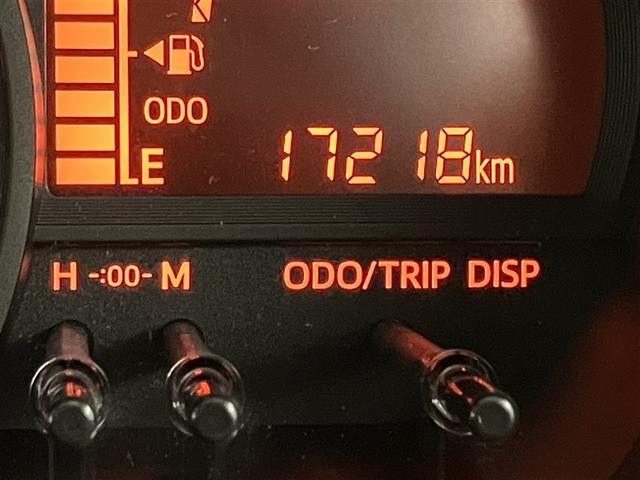 ODO
E 17218km
H -:00- M ODO/TRIP DISP